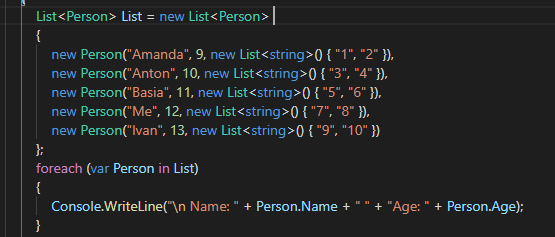 List<Person> List = new List<Person>
{
new Person("Amanda", 9, new List<string>() { "1", "2" }),
new Person("Anton", 10, new List<string>() { "3", "4" }),
new Person("Basia", 11, new List<string>() { "5", "6" }),
new Person("Me", 12, new List<string>() { "7", "8" }),
new Person("Ivan", 13, new List<string>() { "9", "10" })
};
foreach (var Person in List)
{
Console.WriteLine("\n Name: " + Person.Name + " " + "Age: " + Person.Age);
}